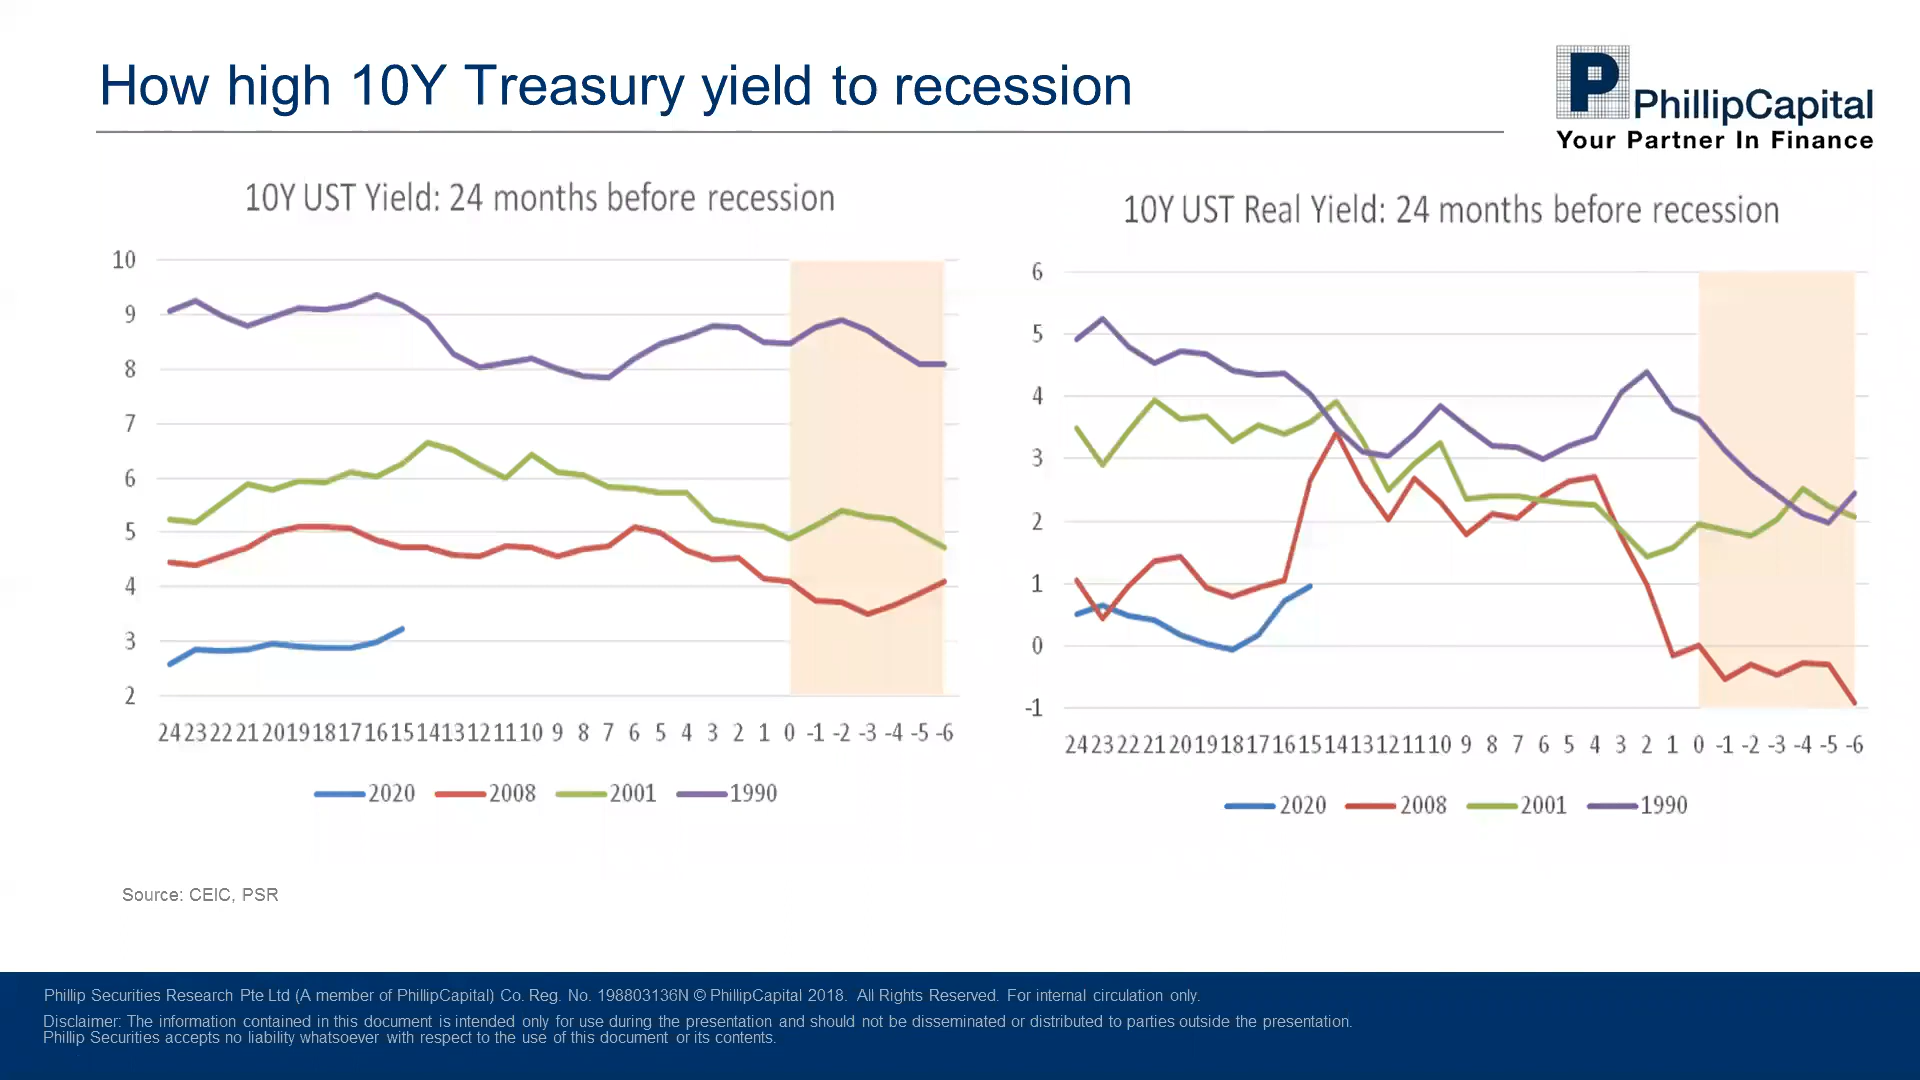 How high 10Y Treasury yield to recession
P
PhillipCapital
Your Partner In Finance
10Y UST Yield: 24 months before recession
10
9
8
7
6
5
4
3
2
24 23 22 21 20 19 18 17 16 15 14 13 12 11 10 9 8 7 6 5 4 3 2 1 0 -1 -2 -3 -4 -5 -6
2020 2008 2001 1990
10Y UST Real Yield: 24 months before recession
6
5
4
3
2
1
0
-1
24 23 22 21 20 19 18 17 16 15 14 13 12 11 10 9 8 7 6 5 4 3 2 1 0 -1 -2 -3 -4 -5 -6
2020 2008 2001 1990
Source: CEIC, PSR
Phillip Securities Research Pte Ltd (A member of PhillipCapital) Co. Reg. No. 198803136N © PhillipCapital 2018. All Rights Reserved. For internal circulation only.
Disclaimer: The information contained in this document is intended only for use during the presentation and should not be disseminated or distributed to parties outside the presentation.
Phillip Securities accepts no liability whatsoever with respect to the use of this document or its contents.